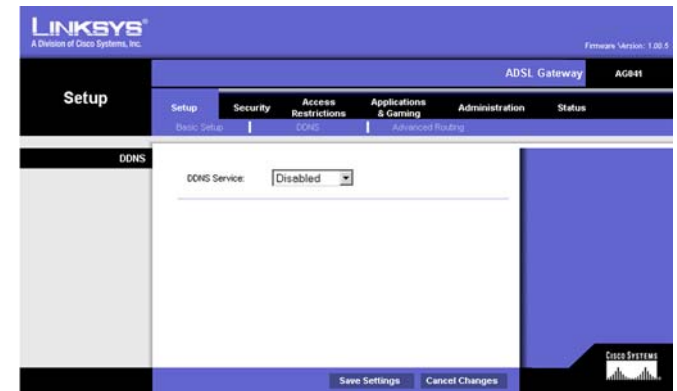 LINKSYS®
A Division of Cisco Systems, Inc.
Firmware Version: 1.00.5
ADSL Gateway AG041
Setup
Setup Security Access Restrictions Applications & Gaming Administration Status
Basic Setup | DDNS | Advanced Routing
DDNS
DDNS Service: Disabled
Save Settings Cancel Changes
CISCO SYSTEMS